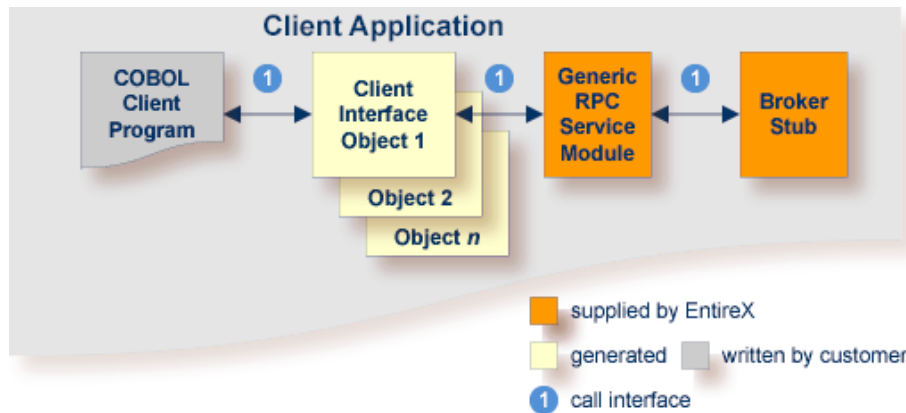 Client Application
COBOL
Client
Program
1
Client
Interface
Object 1
Object 2
Object n
1
Generic
RPC
Service
Module
1
Broker
Stub
supplied by EntireX
generated
written by customer
1 call interface